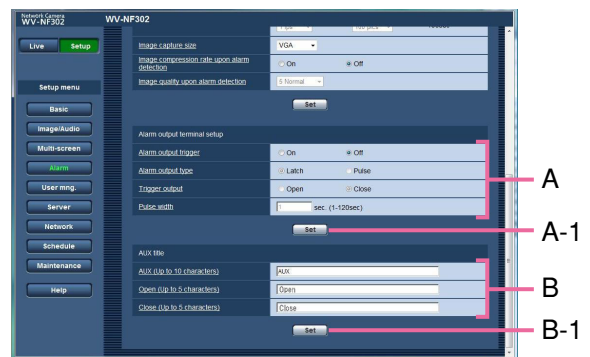 Network Camera
WV-NF302 WV-NF302
Live Setup
Setup menu
Basic
Image/Audio
Multi-screen
Alarm
User mng.
Server
Network
Schedule
Maintenance
Help
Image capture size VGA
Image compression rate upon alarm
detection On Off
Image quality upon alarm detection 5 Normal
Set
Alarm output terminal setup
Alarm output trigger On Off
Alarm output type Latch Pulse
Trigger output Open Close
Pulse width 1 sec. (1-120sec)
Set
AUX title
AUX (Up to 10 characters) AUX
Open (Up to 5 characters) Open
Close (Up to 5 characters) Close
Set
A
A-1
B
B-1